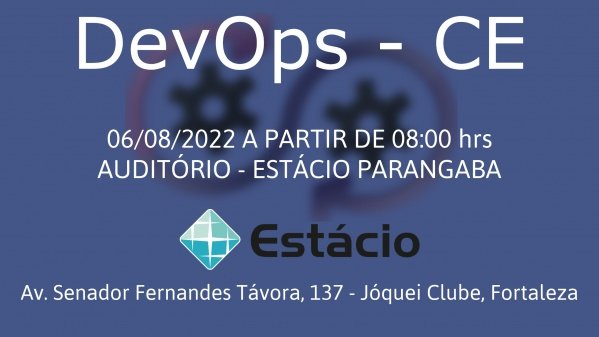 DevOps - CE
06/08/2022 A PARTIR DE 08:00 hrs
AUDITÓRIO - ESTÁCIO PARANGABA
Estácio
Av. Senador Fernandes Távora, 137 - Jóquei Clube, Fortaleza